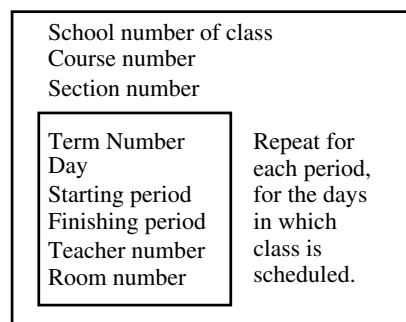 School number of class
Course number
Section number
Term Number
Day
Starting period
Finishing period
Teacher number
Room number
Repeat for
each period,
for the days
in which
class is
scheduled.